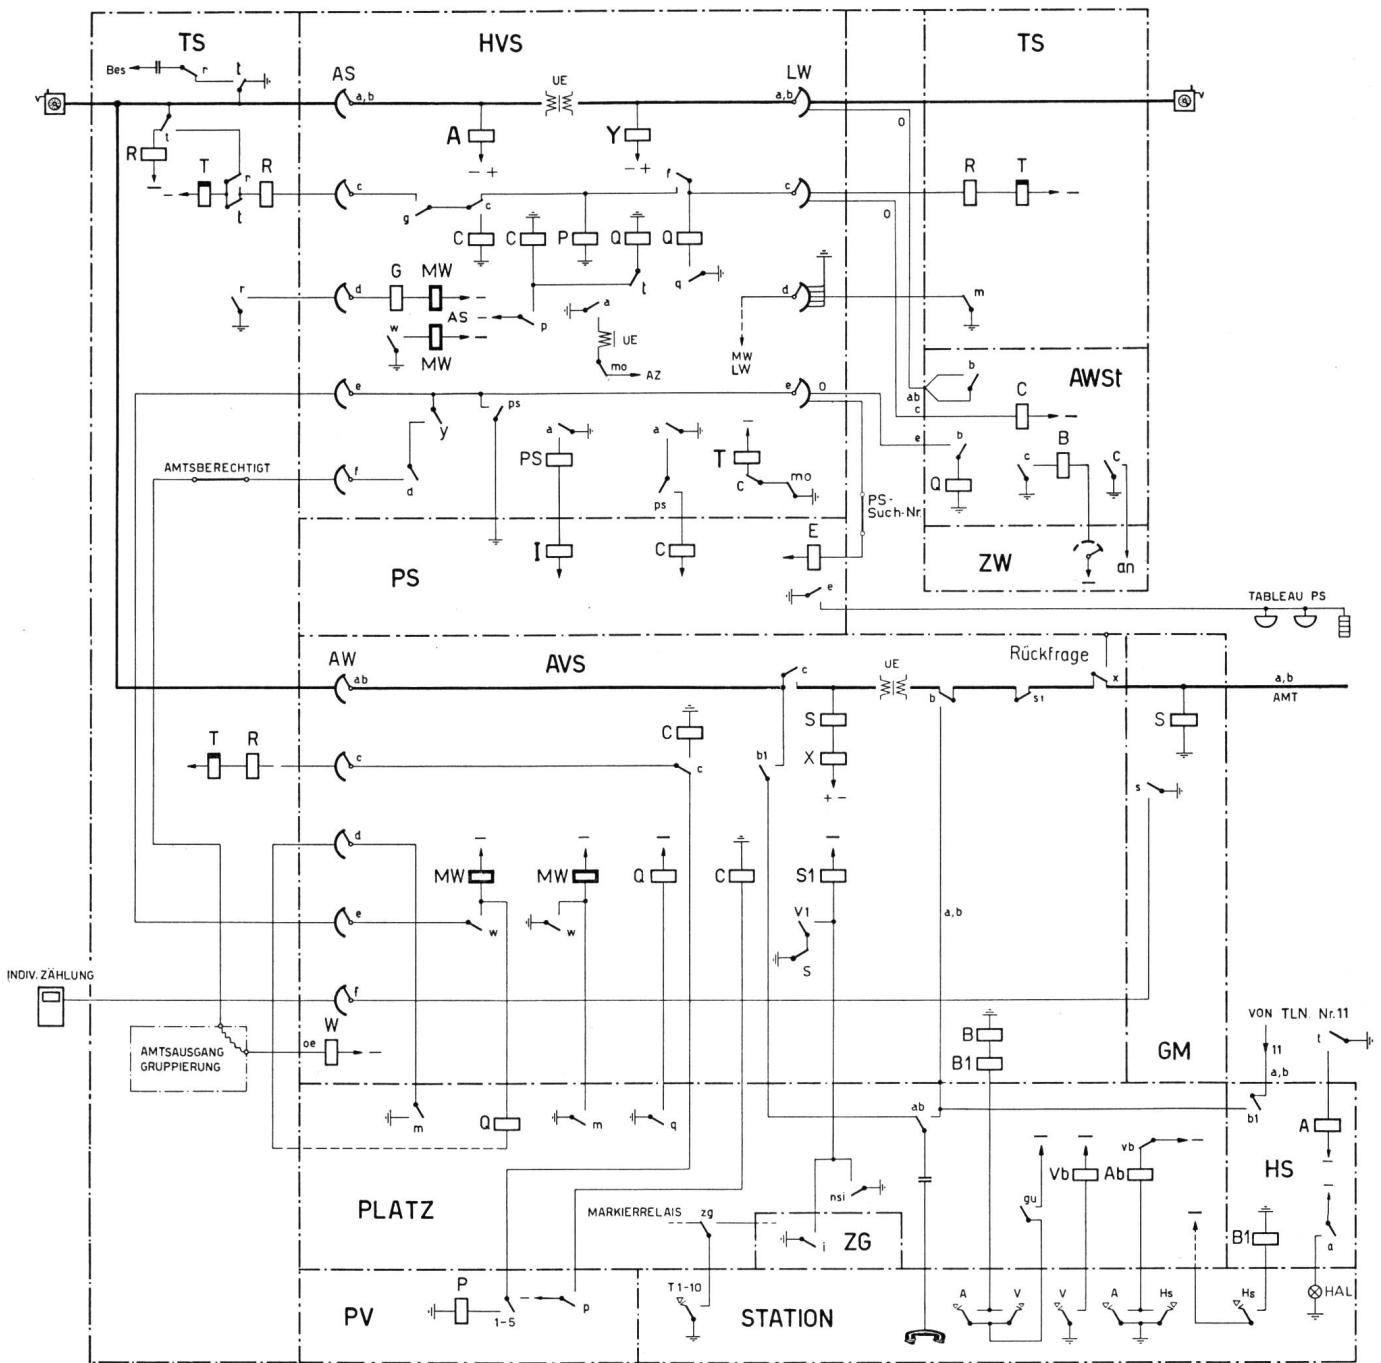 TS
HVS
TS
Bes
r
t
AS
a,b
UE
a,b
LW
v
v
t
R
A
Y
O
- +
- +
T
R
r
t
c
g
c
f
c
O
R
T
C
C
P
Q
Q
q
r
d
G
MW
AS
p
a
t
d
m
w
MW
UE
mo
AZ
MW
LW
b
AWSt
ab
c
C
e
y
ps
e
O
e
b
B
AMTSBERECHTIGT
f
d
a
PS
a
ps
T
c
mo
PS-
Such-Nr.
Q
c
C
PS
I
C
E
ZW
an
e
TABLEAU PS
AW
AVS
Rückfrage
ab
c
UE
b
s1
x
a,b
AMT
C
S
X
+ -
S
T
R
c
c
b1
s
d
MW
MW
Q
C
S1
e
w
w
V1
S
a,b
INDIV. ZÄHLUNG
f
AMTSAUSGANG
GRUPPIERUNG
oe
W
B
B1
GM
VON TLN. Nr.11
11
a,b
t
m
Q
m
q
ab
b1
A
HS
PLATZ
MARKIERRELAIS
zg
nsi
i
ZG
gu
Vb
Ab
vb
B1
a
PV
P
1-5
p
T1-10
STATION
A
V
V
A
Hs
Hs
HAL